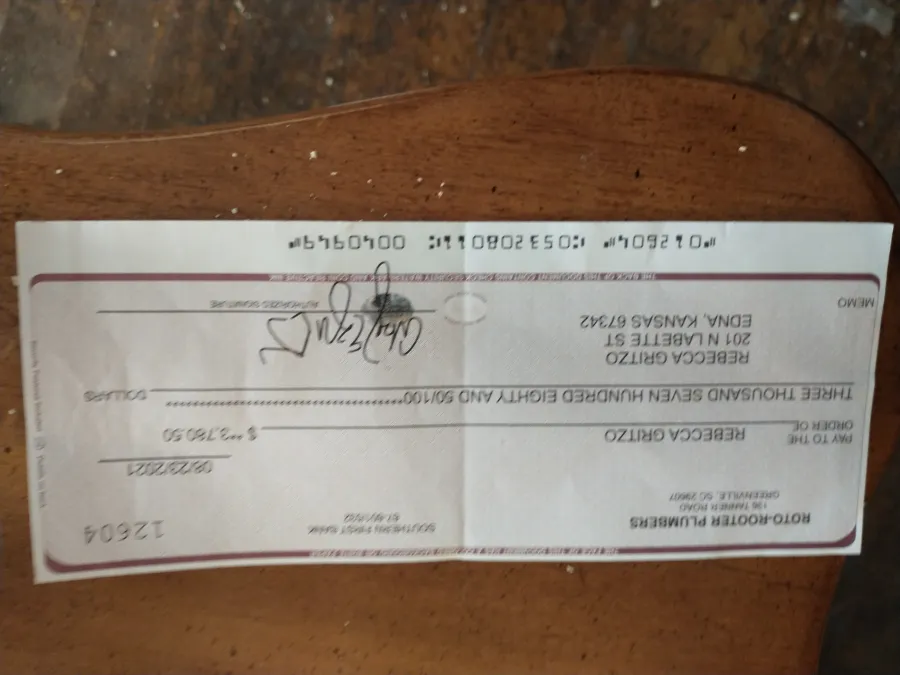 ROTO-ROOTER PLUMBERS
TANNER ROAD
GREENVILLE, SC 29607
SOUTHERN FIRST BANK
12604
08/23/2021
PAY TO THE
ORDER OF
REBECCA GRITZO
$ **3,780.50
THREE THOUSAND SEVEN HUNDRED EIGHTY AND 50/100
DOLLARS
REBECCA GRITZO
201 N LABETTE ST
EDNA, KANSAS 67342
MEMO
AUTHORIZED SIGNATURE
012604 053208011 0040949